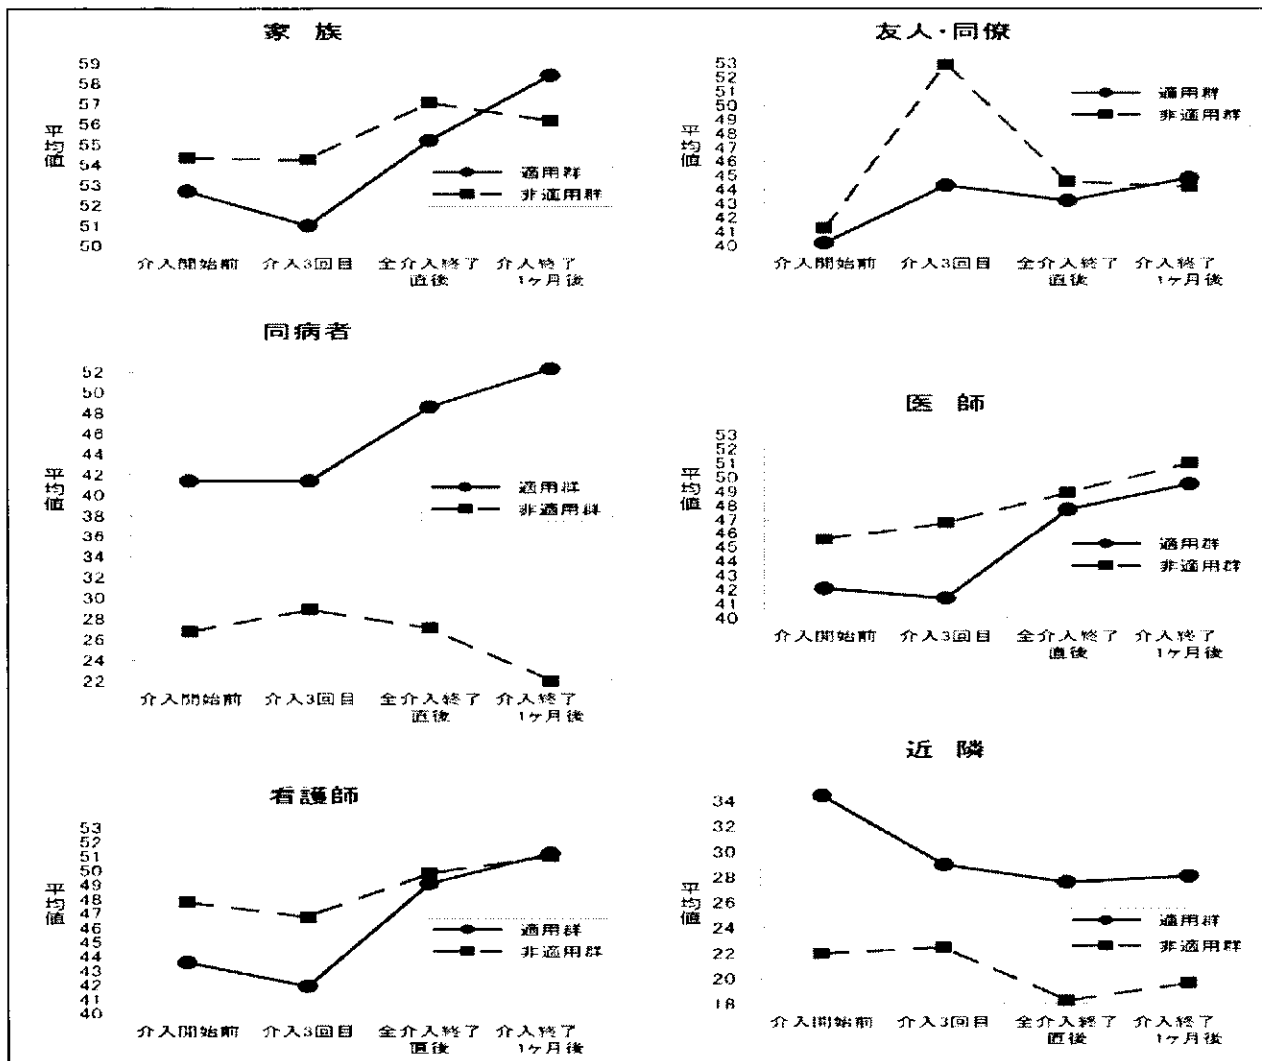 家 族
59
58
57
56
55
54
53
52
51
50
平均値
適用群
非適用群
介入開始前
介入3回目
全介入終了
直後
介入終了
1ヶ月後
友人・同僚
53
52
51
50
49
48
47
46
45
44
43
42
41
40
平均値
適用群
非適用群
介入開始前
介入3回目
全介入終了
直後
介入終了
1ヶ月後
同病者
52
50
48
46
44
42
40
38
36
34
32
30
28
26
24
22
平均値
適用群
非適用群
介入開始前
介入3回目
全介入終了
直後
介入終了
1ヶ月後
医 師
53
52
51
50
49
48
47
46
45
44
43
42
41
40
平均値
適用群
非適用群
介入開始前
介入3回目
全介入終了
直後
介入終了
1ヶ月後
看護師
53
52
51
50
49
48
47
46
45
44
43
42
41
40
平均値
適用群
非適用群
介入開始前
介入3回目
全介入終了
直後
介入終了
1ヶ月後
近 隣
34
32
30
28
26
24
22
20
18
平均値
適用群
非適用群
介入開始前
介入3回目
全介入終了
直後
介入終了
1ヶ月後